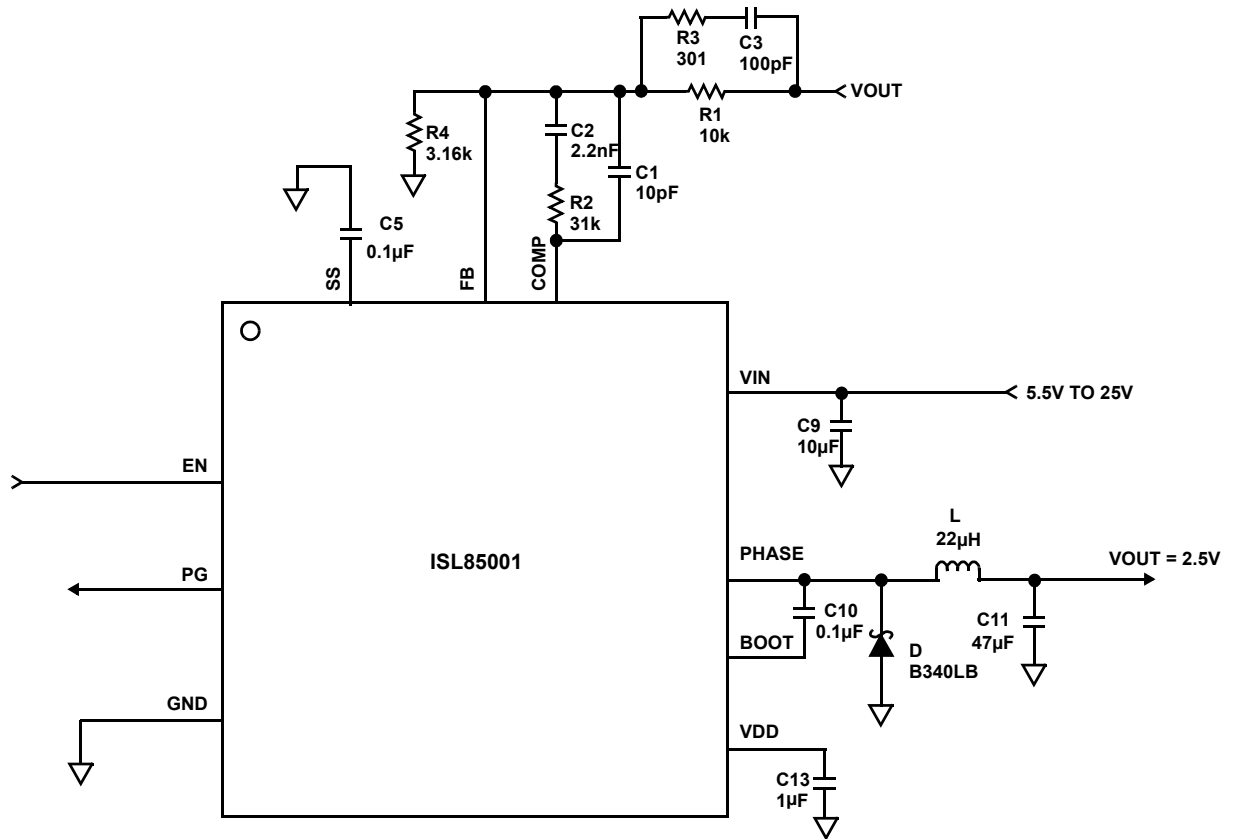 R3
301
C3
100pF
VOUT
R1
10k
R4
3.16k
C2
2.2nF
C1
10pF
R2
31k
C5
0.1µF
SS
FB
COMP
VIN
5.5V TO 25V
C9
10µF
EN
ISL85001
L
22µH
PHASE
VOUT = 2.5V
PG
C10
0.1µF
C11
47µF
BOOT
D
B340LB
GND
VDD
C13
1µF